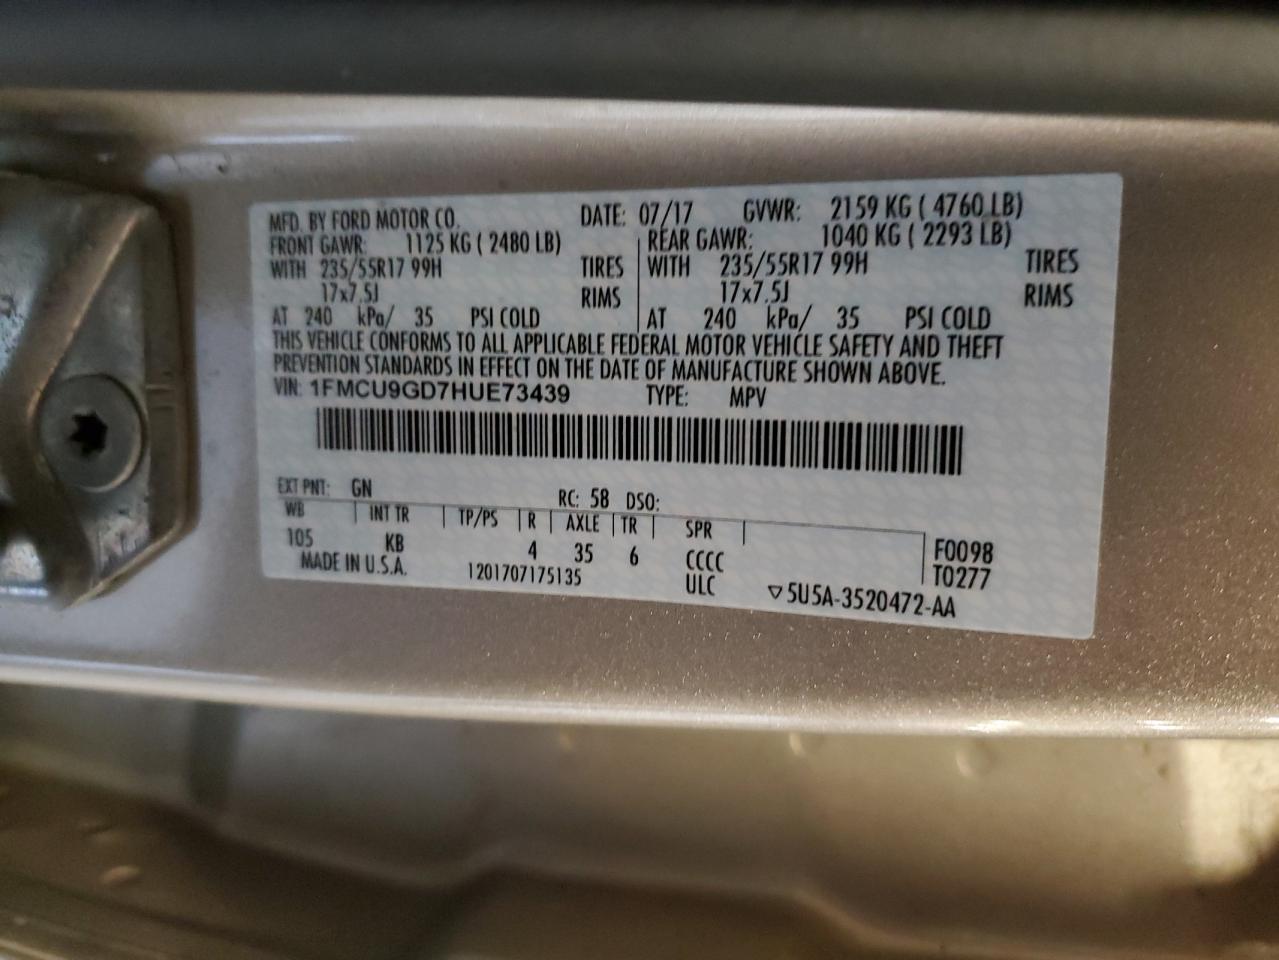 MFD. BY FORD MOTOR CO. DATE: 07/17 GVWR: 2159 KG ( 4760 LB)
FRONT GAWR: 1125 KG ( 2480 LB) REAR GAWR: 1040 KG ( 2293 LB)
WITH 235/55R17 99H TIRES WITH 235/55R17 99H TIRES
17x7.5J RIMS 17x7.5J RIMS
AT 240 kPa/ 35 PSI COLD AT 240 kPa/ 35 PSI COLD
THIS VEHICLE CONFORMS TO ALL APPLICABLE FEDERAL MOTOR VEHICLE SAFETY AND THEFT
PREVENTION STANDARDS IN EFFECT ON THE DATE OF MANUFACTURE SHOWN ABOVE.
VIN: 1FMCU9GD7HUE73439 TYPE: MPV
EXT PNT: GN RC: 58 DSO:
WB INT TR TP/PS R AXLE TR SPR
105 KB 4 35 6 CCCC F0098
MADE IN U.S.A. 1201707175135 ULC T0277
▽5U5A-3520472-AA